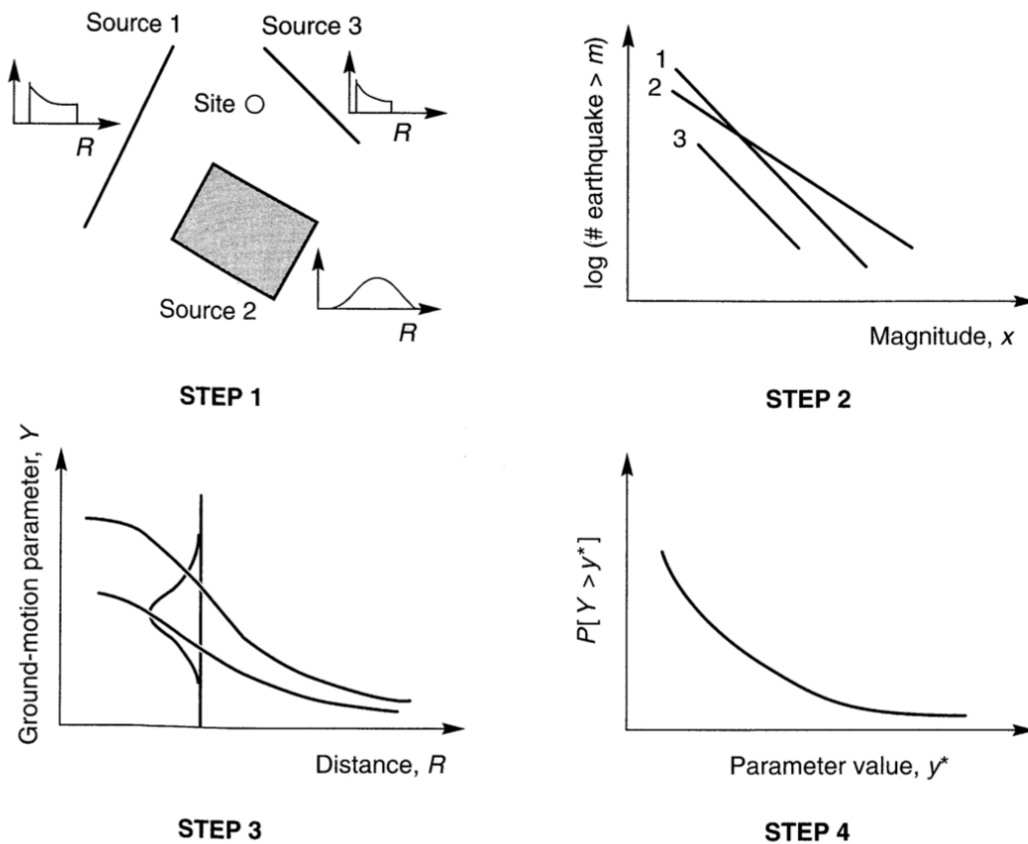 Source 1
Source 3
R
Site
R
Source 2
R
STEP 1
log (# earthquake > m)
1
2
3
Magnitude, x
STEP 2
Ground-motion parameter, Y
Distance, R
STEP 3
P[Y > y*]
Parameter value, y*
STEP 4